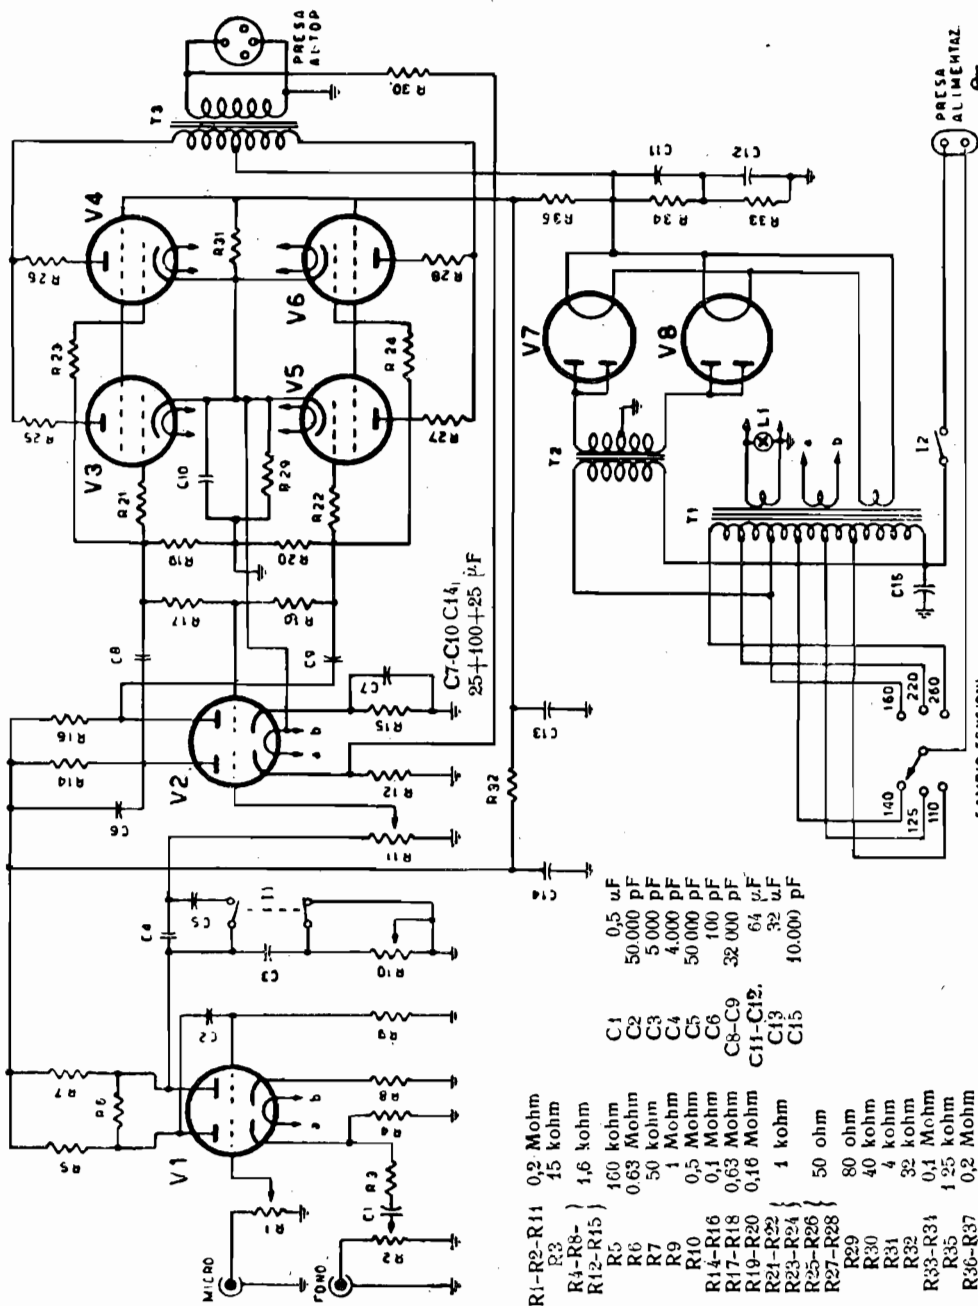 MICRO
FONO
R1
R2
C1
R3
R4
R8
V1
a
b
R5
R6
R7
C2
R9
C4
C5
I1
C3
R10
R11
C6
R14
R16
V2
a
b
R12
R15
C7
C8
C9
C7-C10 C14
25+100+25 µF
R17
R19
R20
R21
R22
C10
R29
V3
V5
R23
R24
R25
R27
V4
V6
R26
R28
R31
T3
PRESA
ALTOP
R30
R32
C13
C14
R35
R34
R33
C11
C12
V7
V8
T2
T1
L1
a
b
I2
C15
160
220
260
140
125
110
PRESA
ALIMENTAZ.
R1-R2-R11 0,2 Mohm
R3 15 kohm
R4-R8- }
R12-R15 } 1,6 kohm
R5 160 kohm
R6 0,63 Mohm
R7 50 kohm
R9 1 Mohm
R10 0,5 Mohm
R14-R16 0,1 Mohm
R17-R18 0,63 Mohm
R19-R20 0,16 Mohm
R21-R22 }
R23-R24 } 1 kohm
R25-R26 }
R27-R28 } 50 ohm
R29 80 ohm
R30 40 kohm
R31 4 kohm
R32 32 kohm
R33-R34 0,1 Mohm
R35 1 25 kohm
R36-R37 0,2 Mohm
C1 0,5 uF
C2 50.000 pF
C3 5 000 pF
C4 4.000 pF
C5 50 000 pF
C6 100 pF
C8-C9 32 000 pF
C11-C12. 64 µF
C13 32 µF
C15 10.000 pF